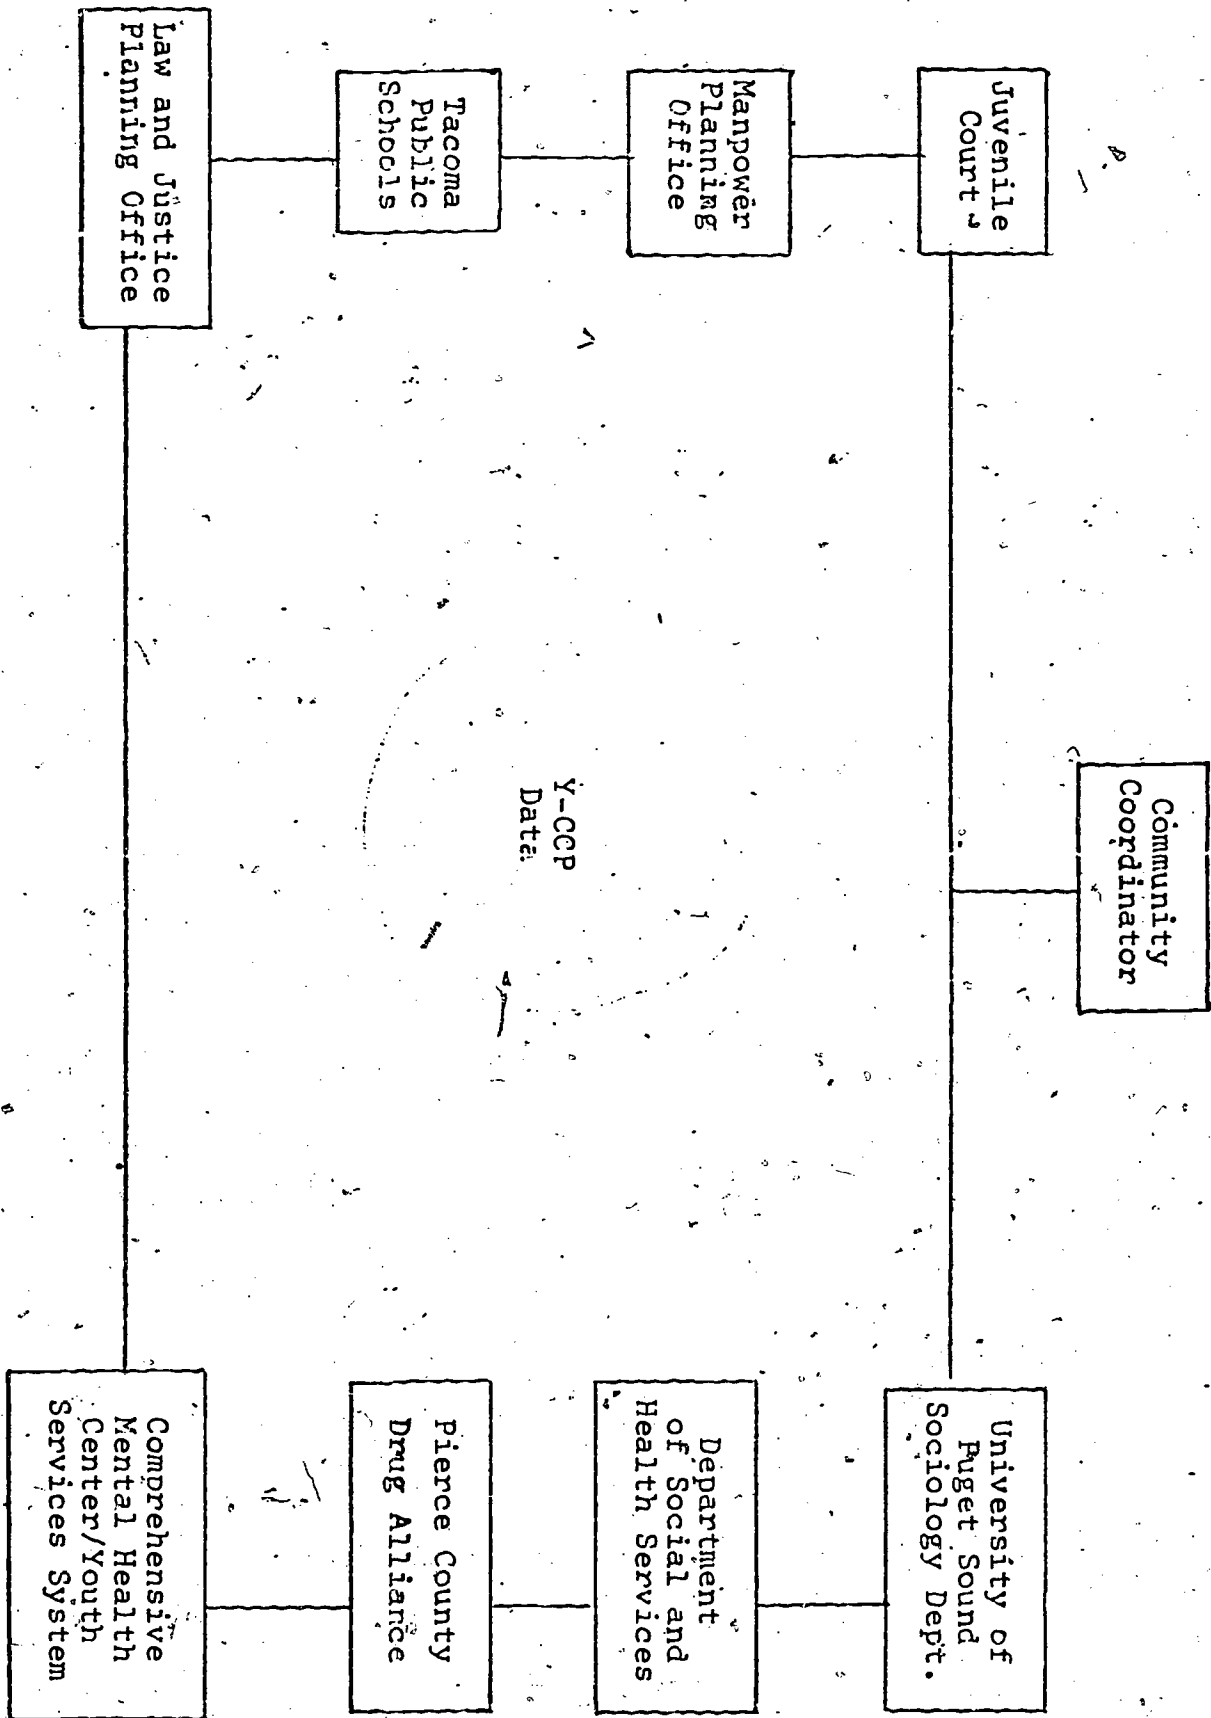 Community
Coordinator
Juvenile
Court
University of
Puget Sound
Sociology Dept.
Manpower
Planning
Office
Department
of Social and
Health Services
Y-CCP
Data
Tacoma
Public
Schools
Pierce County
Drug Alliance
Law and Justice
Planning Office
Comprehensive
Mental Health
Center/Youth
Services System